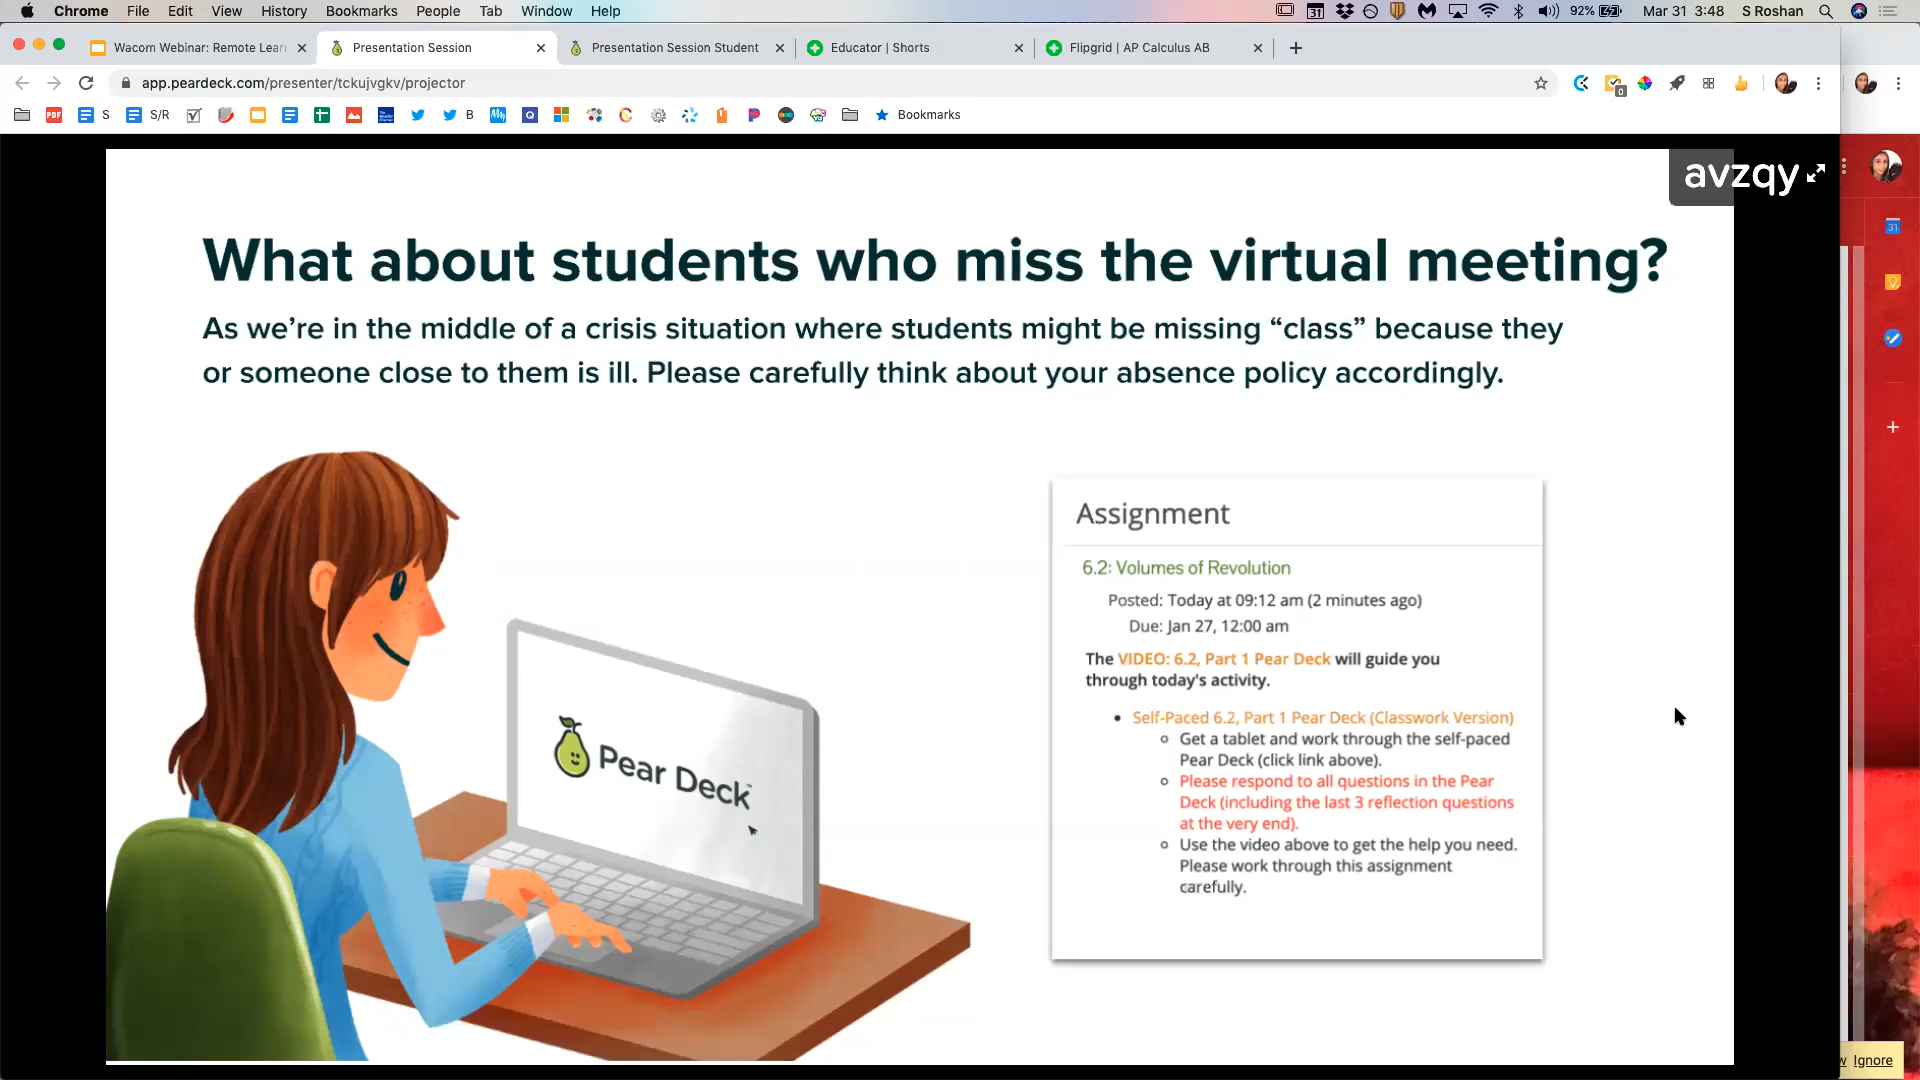 Chrome File Edit View History Bookmarks People Tab Window Help
92% Mar 31 3:48 S Roshan
Wacom Webinar: Remote Lear
Presentation Session
Presentation Session Student
Educator | Shorts
Flipgrid | AP Calculus AB
app.peardeck.com/presenter/tckujvgkv/projector
S S/R B Bookmarks
avzqy
What about students who miss the virtual meeting?
As we’re in the middle of a crisis situation where students might be missing “class” because they
or someone close to them is ill. Please carefully think about your absence policy accordingly.
Pear Deck™
Assignment
6.2: Volumes of Revolution
Posted: Today at 09:12 am (2 minutes ago)
Due: Jan 27, 12:00 am
The VIDEO: 6.2, Part 1 Pear Deck will guide you
through today's activity.
Self-Paced 6.2, Part 1 Pear Deck (Classwork Version)
Get a tablet and work through the self-paced
Pear Deck (click link above).
Please respond to all questions in the Pear
Deck (including the last 3 reflection questions
at the very end).
Use the video above to get the help you need.
Please work through this assignment
carefully.
Ignore